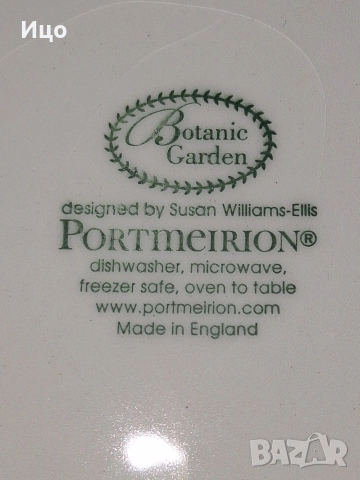 Ицо
Botanic
Garden
designed by Susan Williams-Ellis
PORTMEIRION®
dishwasher, microwave,
freezer safe, oven to table
www.portmeirion.com
Made in England
BAZAR